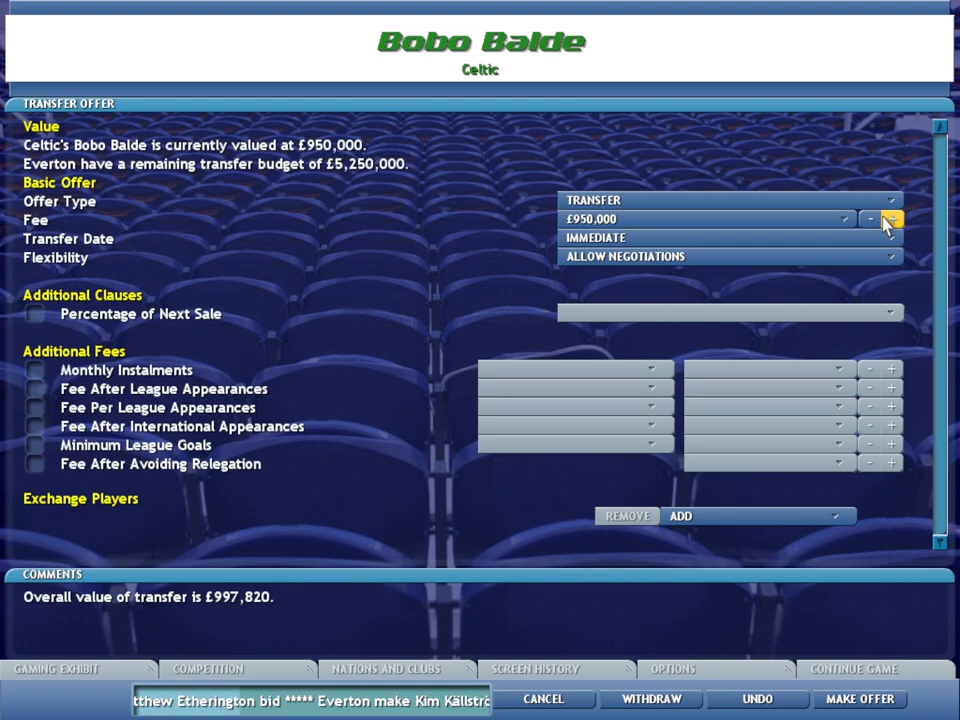 Bobo Balde
Celtic
TRANSFER OFFER
Value
Celtic's Bobo Balde is currently valued at £950,000.
Everton have a remaining transfer budget of £5,250,000.
Basic Offer
Offer Type TRANSFER
Fee £950,000 - +
Transfer Date IMMEDIATE
Flexibility ALLOW NEGOTIATIONS
Additional Clauses
Percentage of Next Sale
Additional Fees
Monthly Instalments - +
Fee After League Appearances - +
Fee Per League Appearances - +
Fee After International Appearances - +
Minimum League Goals - +
Fee After Avoiding Relegation - +
Exchange Players
REMOVE ADD
COMMENTS
Overall value of transfer is £997,820.
GAMING EXHIBIT COMPETITION NATIONS AND CLUBS SCREEN HISTORY OPTIONS CONTINUE GAME
tthew Etherington bid ***** Everton make Kim Källstrc CANCEL WITHDRAW UNDO MAKE OFFER